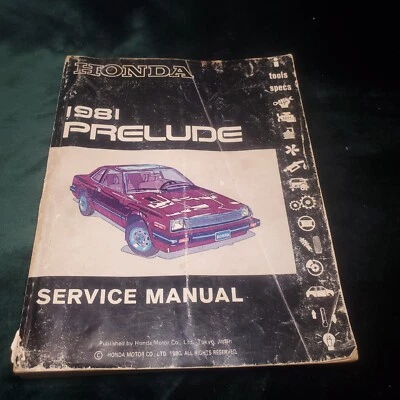 HONDA
1981
PRELUDE
i
tools
specs
SERVICE MANUAL
Published by Honda Motor Co., Ltd., Tokyo, Japan
© HONDA MOTOR CO., LTD. 1980, ALL RIGHTS RESERVED.